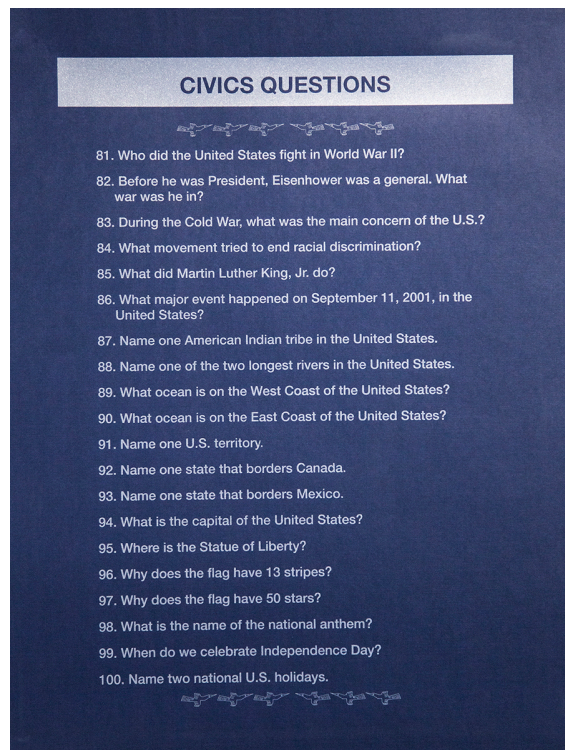 CIVICS QUESTIONS
81. Who did the United States fight in World War II?
82. Before he was President, Eisenhower was a general. What
war was he in?
83. During the Cold War, what was the main concern of the U.S.?
84. What movement tried to end racial discrimination?
85. What did Martin Luther King, Jr. do?
86. What major event happened on September 11, 2001, in the
United States?
87. Name one American Indian tribe in the United States.
88. Name one of the two longest rivers in the United States.
89. What ocean is on the West Coast of the United States?
90. What ocean is on the East Coast of the United States?
91. Name one U.S. territory.
92. Name one state that borders Canada.
93. Name one state that borders Mexico.
94. What is the capital of the United States?
95. Where is the Statue of Liberty?
96. Why does the flag have 13 stripes?
97. Why does the flag have 50 stars?
98. What is the name of the national anthem?
99. When do we celebrate Independence Day?
100. Name two national U.S. holidays.